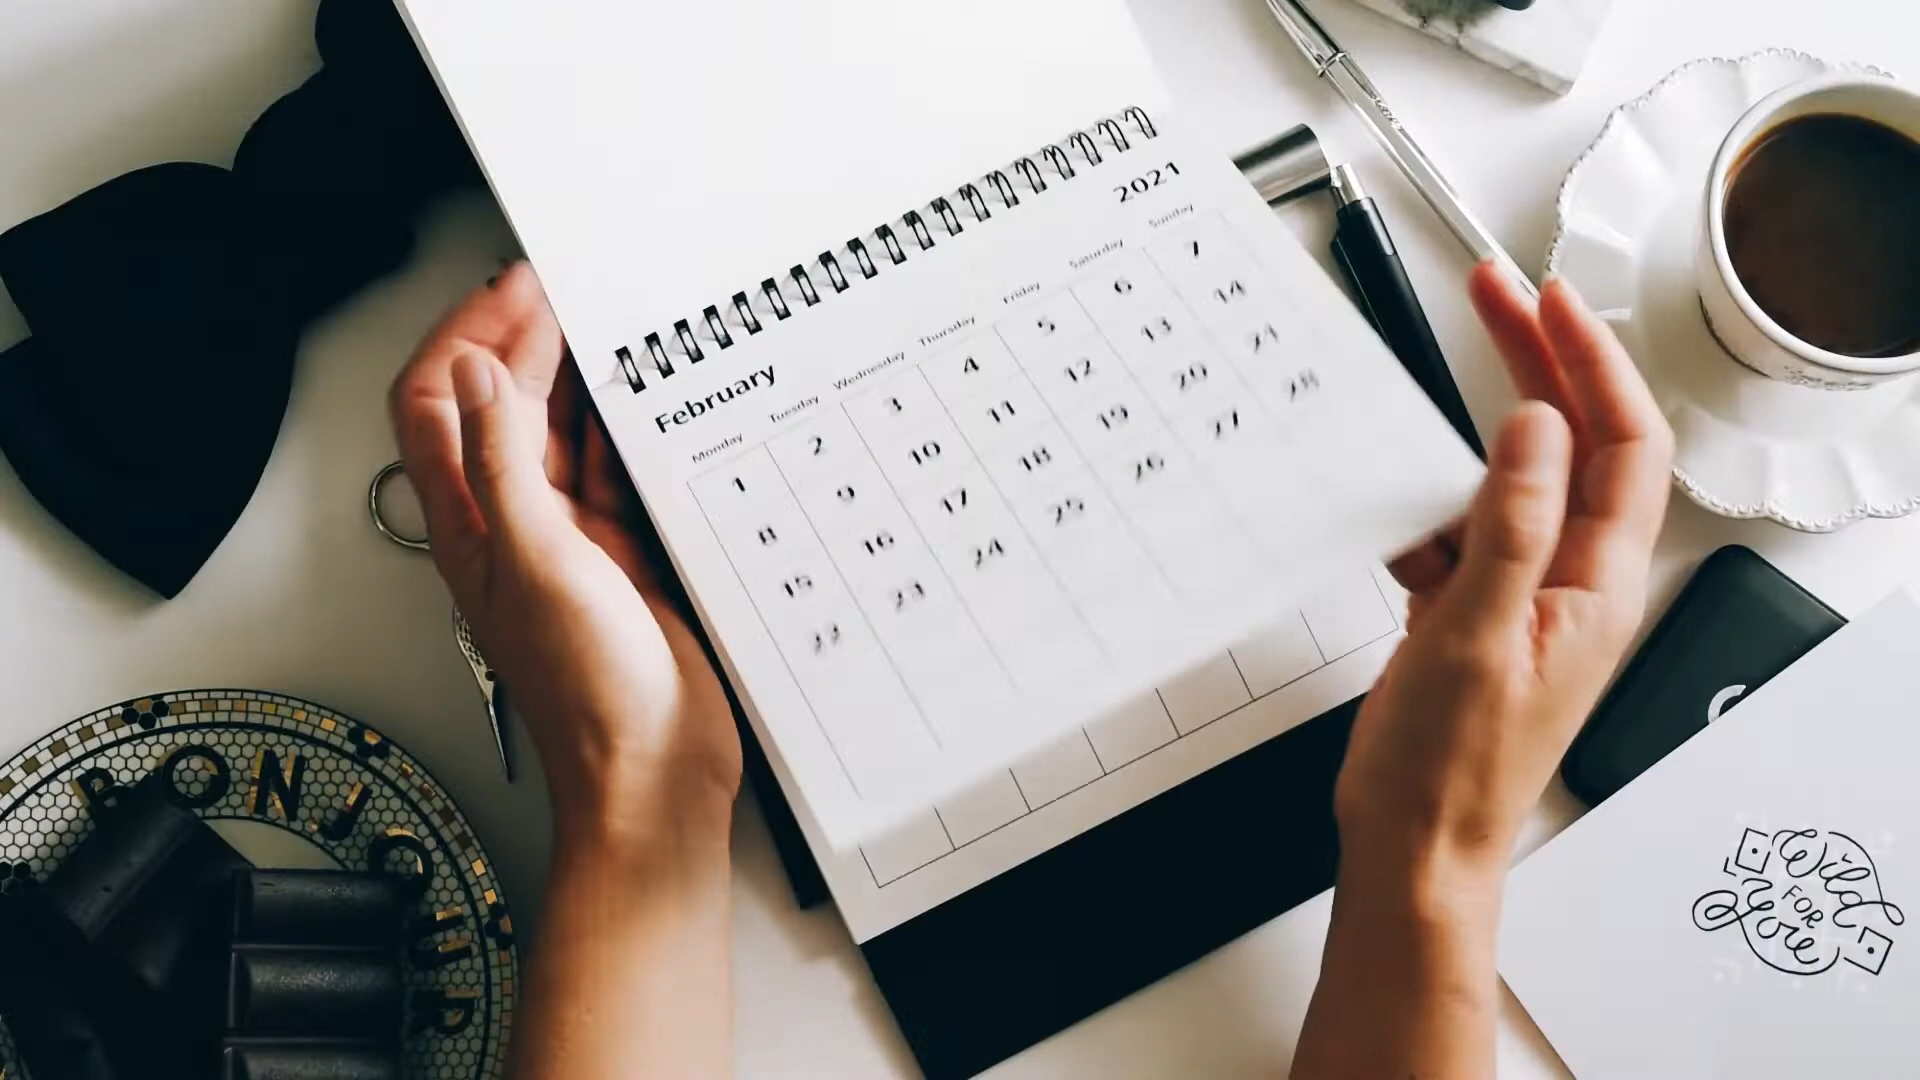 2021
February
Monday Tuesday Wednesday Thursday Friday Saturday Sunday
1 2 3 4 5 6 7
8 9 10 11 12 13 14
15 16 17 18 19 20 21
22 23 24 25 26 27 28
BONJOUR
Wild
FOR
You